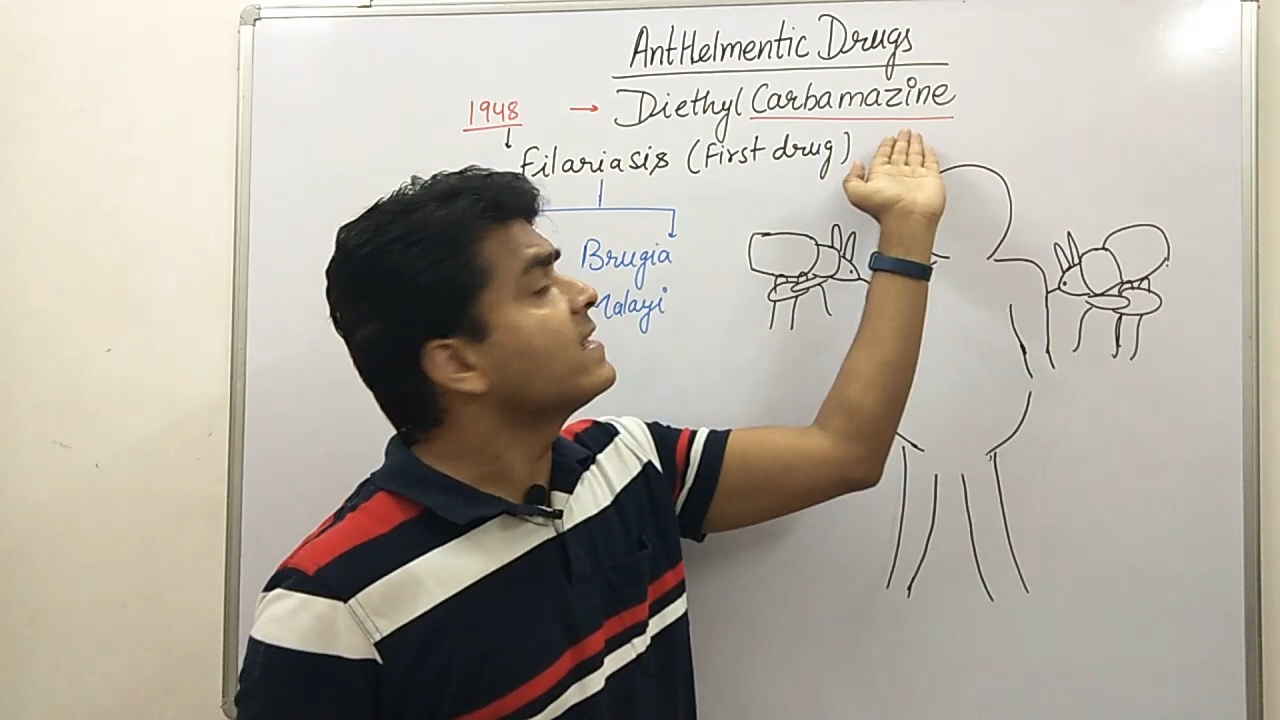 AntHelmentic Drugs
1948 → Diethyl Carbamazine
Filariasis (First drug)
Brugia
Malayi